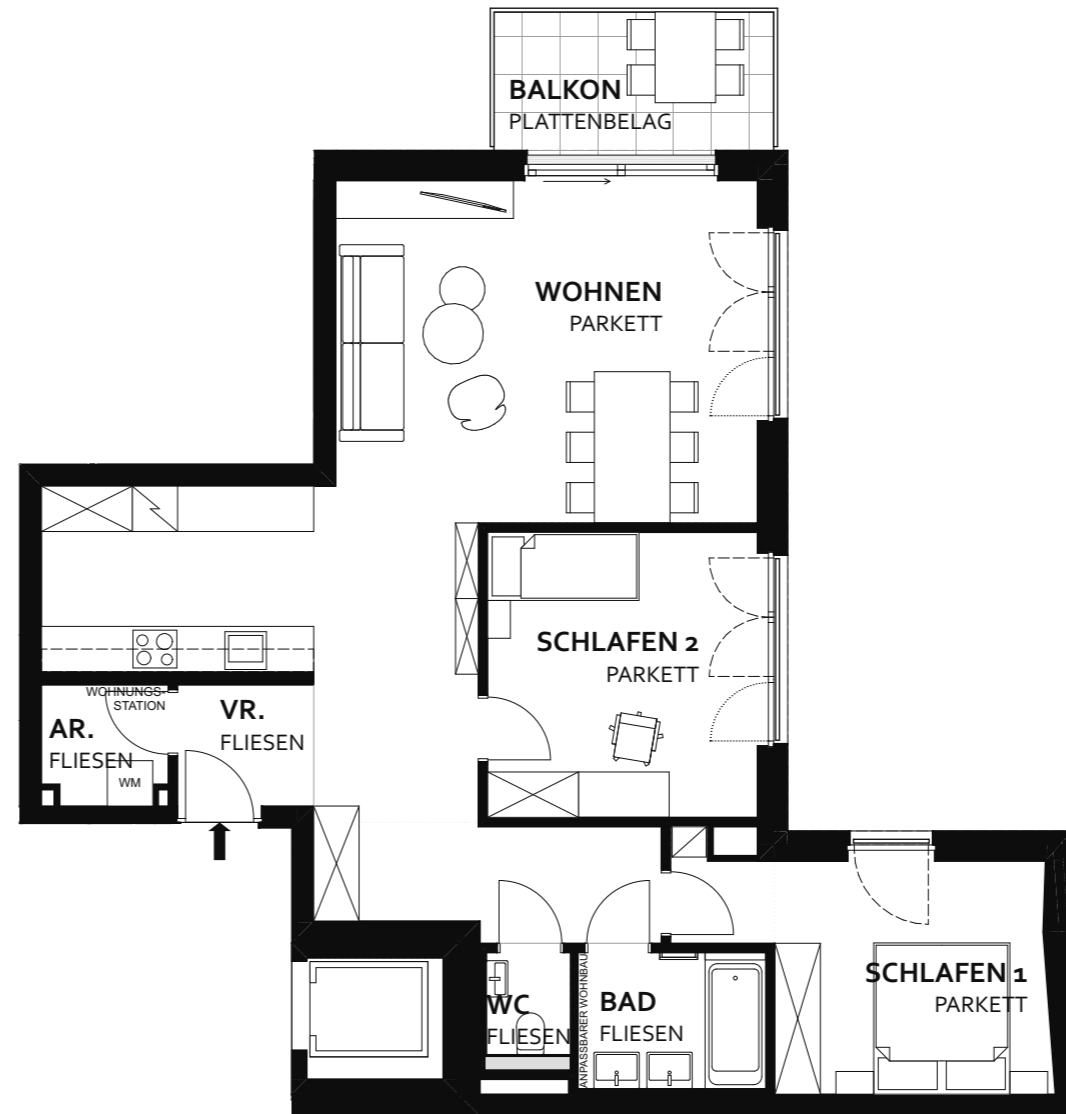 BALKON
PLATTENBELAG
WOHNEN
PARKETT
SCHLAFEN 2
PARKETT
WOHNUNGS-
STATION
AR.
FLIESEN
WM
VR.
FLIESEN
WC
FLIESEN
ANPASSBARER WOHNBAU
BAD
FLIESEN
SCHLAFEN 1
PARKETT